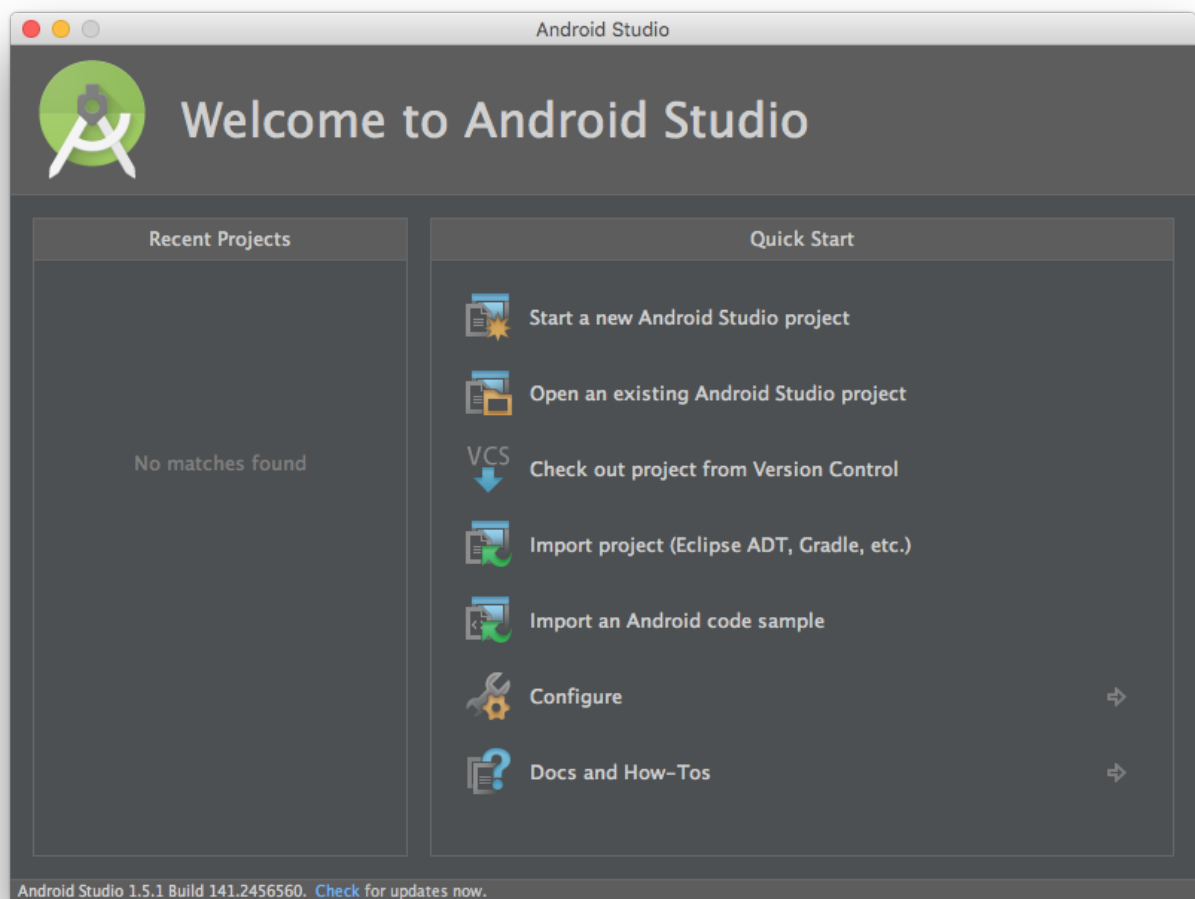 Android Studio
Welcome to Android Studio
Recent Projects
No matches found
Quick Start
Start a new Android Studio project
Open an existing Android Studio project
VCS
Check out project from Version Control
Import project (Eclipse ADT, Gradle, etc.)
Import an Android code sample
Configure
Docs and How-Tos
Android Studio 1.5.1 Build 141.2456560. Check for updates now.